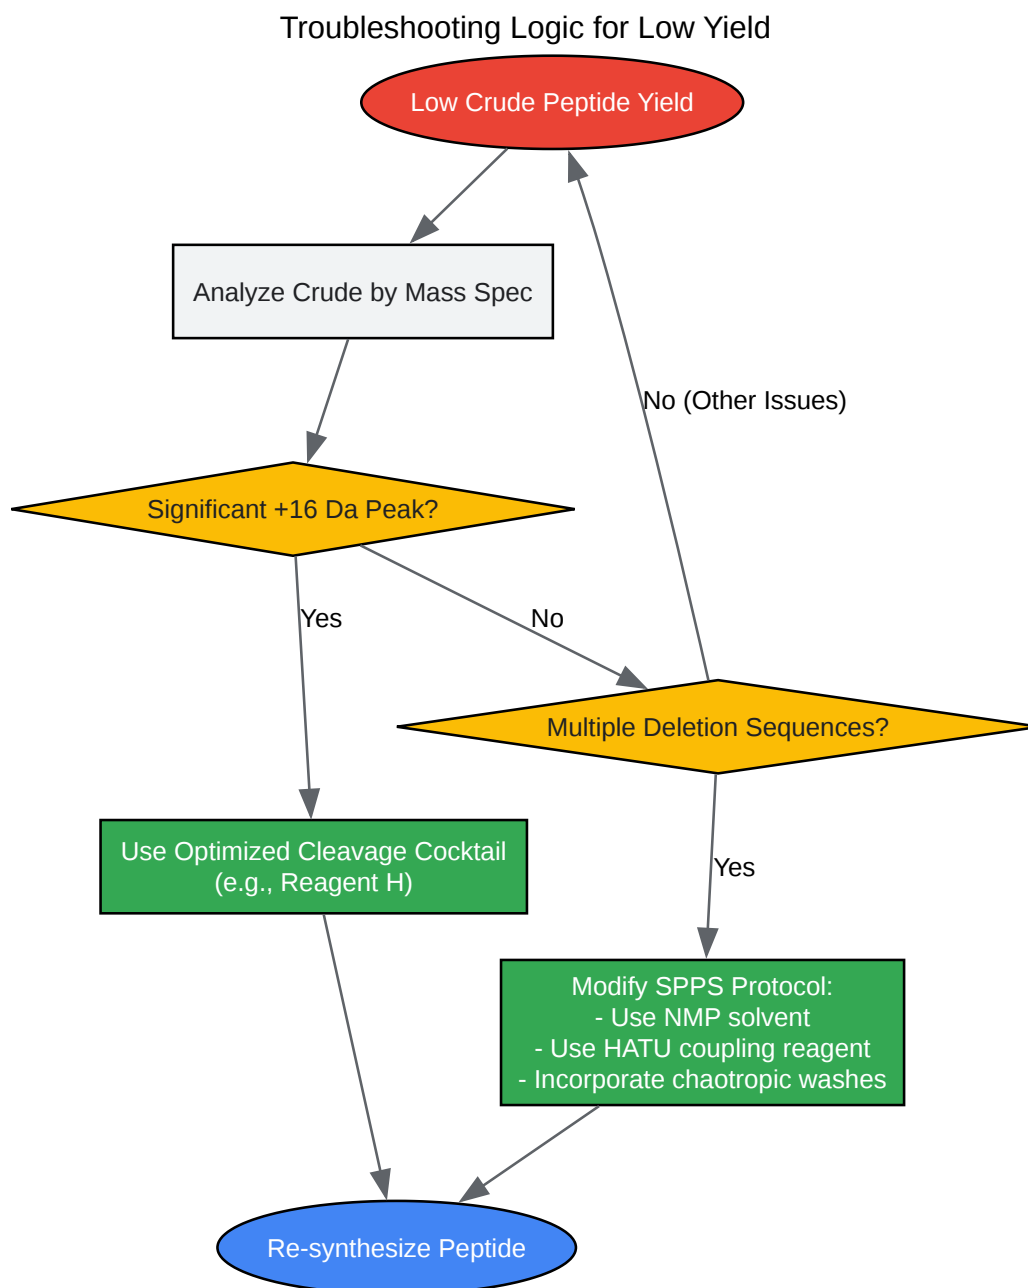 Troubleshooting Logic for Low Yield
Low Crude Peptide Yield
Analyze Crude by Mass Spec
No (Other Issues)
Significant +16 Da Peak?
Yes
No
Multiple Deletion Sequences?
Use Optimized Cleavage Cocktail
(e.g., Reagent H)
Yes
Modify SPPS Protocol:
- Use NMP solvent
- Use HATU coupling reagent
- Incorporate chaotropic washes
Re-synthesize Peptide